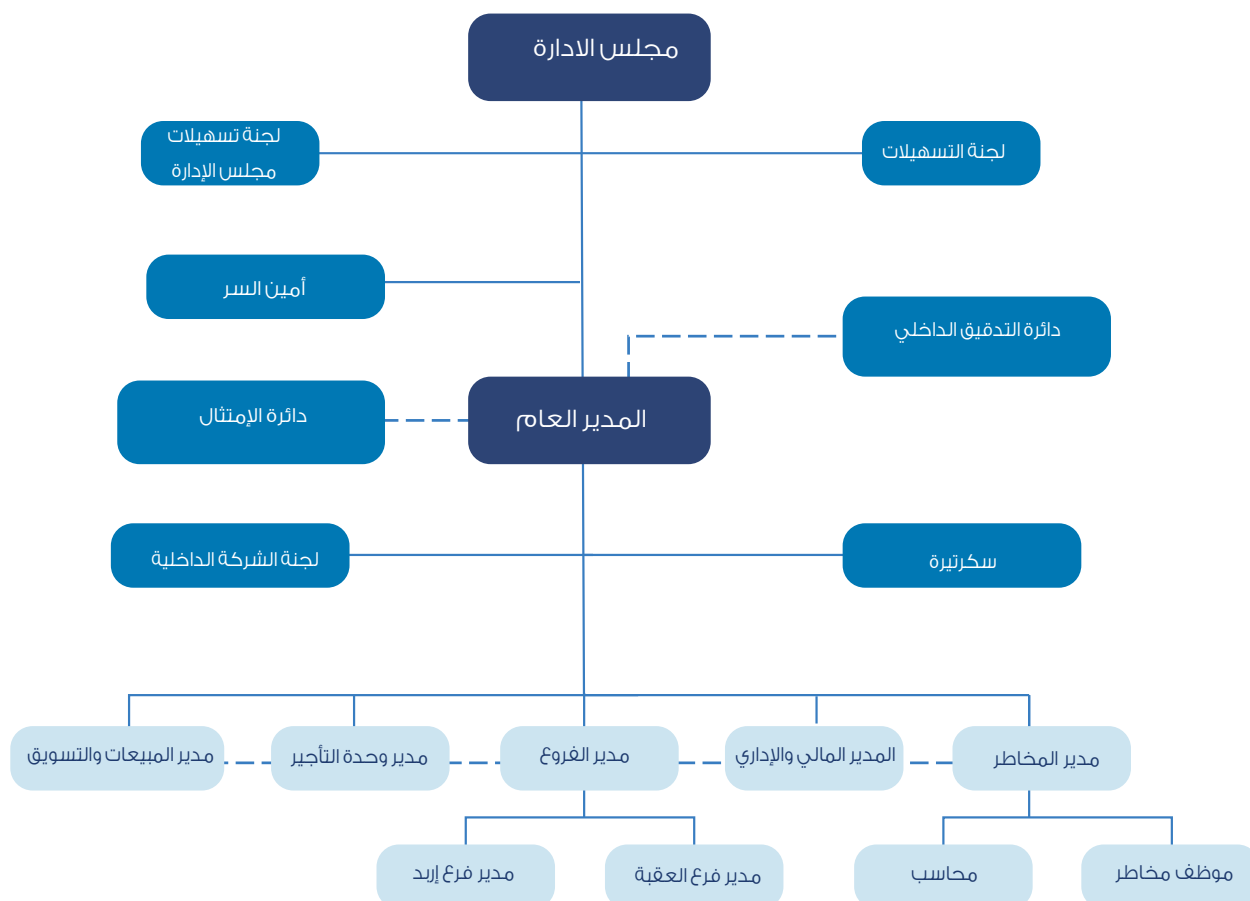 مجلس الادارة
لجنة التسهيلات
لجنة تسهيلات
مجلس الإدارة
أمين السر
دائرة التدقيق الداخلي
المدير العام
دائرة الإمتثال
سكرتيرة
لجنة الشركة الداخلية
مدير المخاطر
المدير المالي والإداري
مدير الفروع
مدير وحدة التأجير
مدير المبيعات والتسويق
موظف مخاطر
محاسب
مدير فرع العقبة
مدير فرع إربد